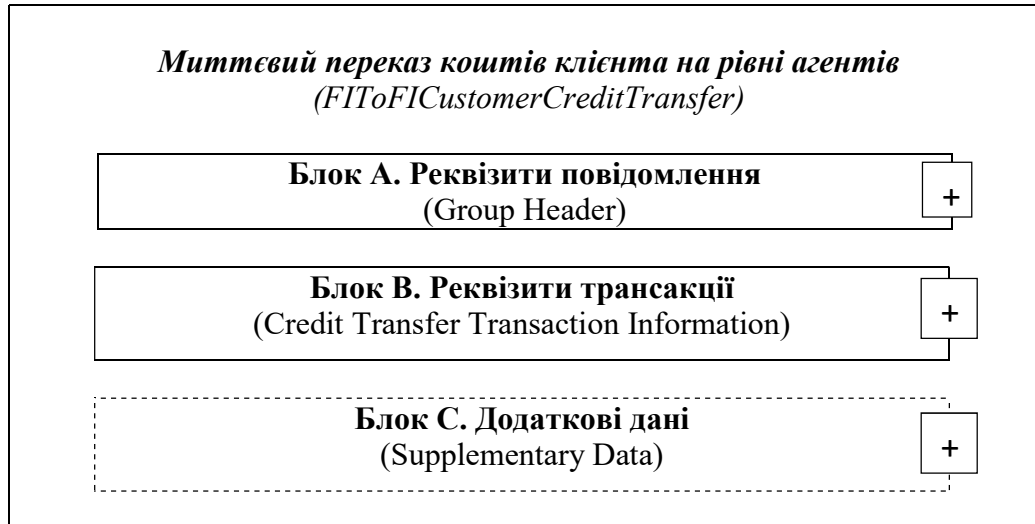 Миттєвий переказ коштів клієнта на рівні агентів
(FIToFICustomerCreditTransfer)
Блок А. Реквізити повідомлення
(Group Header)
+
Блок В. Реквізити трансакції
(Credit Transfer Transaction Information)
+
Блок С. Додаткові дані
(Supplementary Data)
+